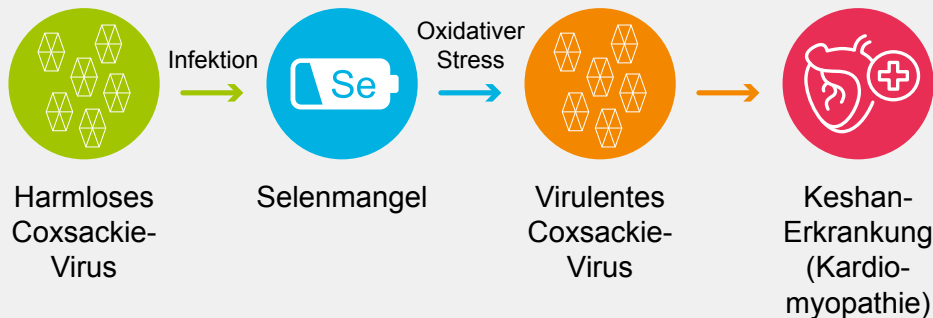 Infektion
Se
Oxidativer
Stress
Harmloses
Coxsackie-
Virus
Selenmangel
Virulentes
Coxsackie-
Virus
Keshan-
Erkrankung
(Kardio-
myopathie)